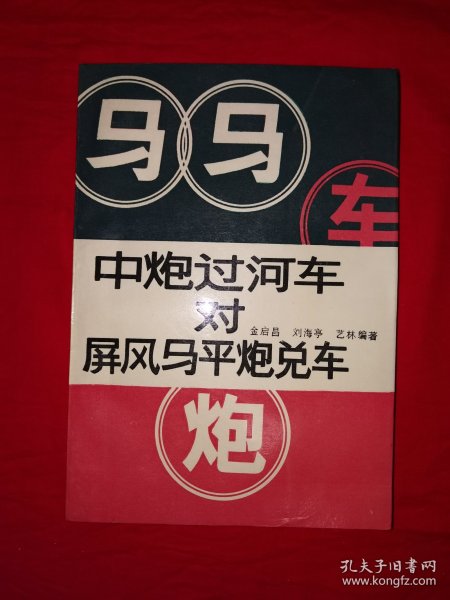 马 马
车
中炮过河车
对
金启昌 刘海亭 艺林编著
屏风马平炮兑车
炮
孔夫子旧书网
www.kongfz.com